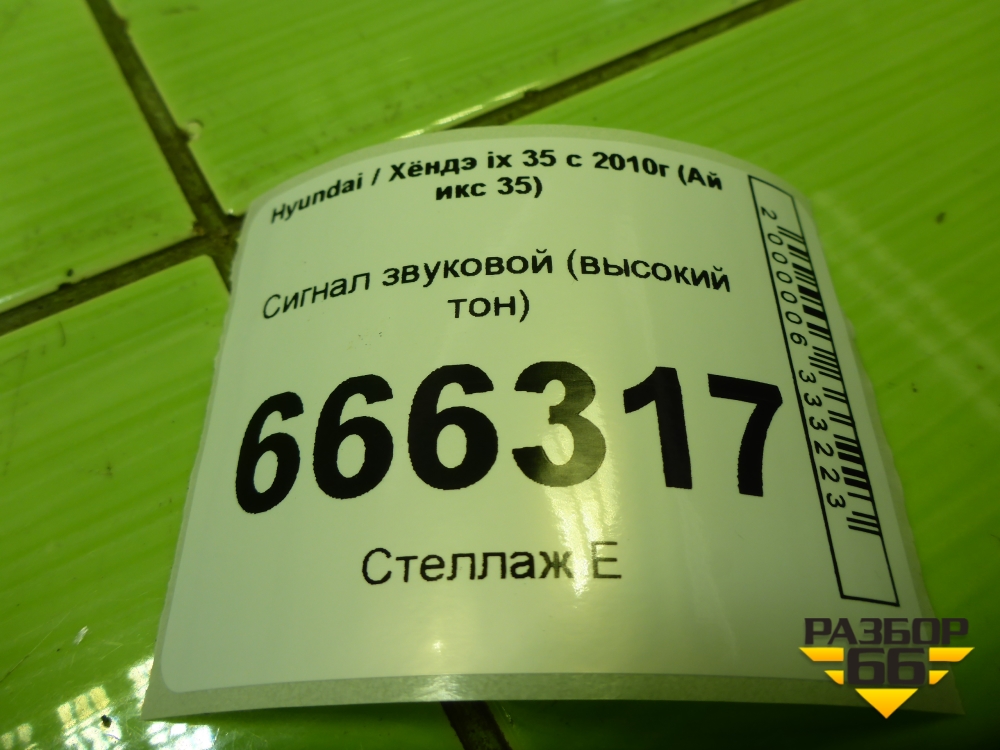 Hyundai / Хёндэ ix 35 с 2010г (Ай
икс 35)
Сигнал звуковой (высокий
тон)
666317
Стеллаж E
2000006333223
РАЗБОР
66